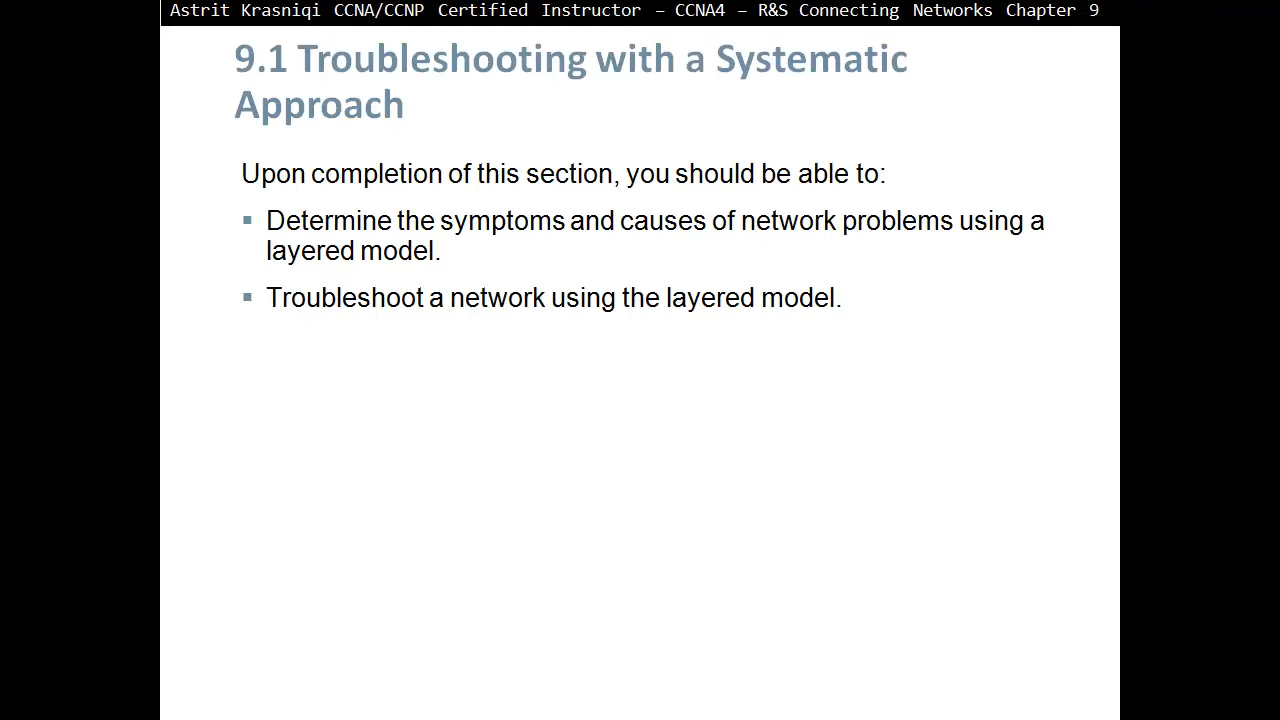 Astrit Krasniqi CCNA/CCNP Certified Instructor – CCNA4 – R&S Connecting Networks Chapter 9
9.1 Troubleshooting with a Systematic
Approach
Upon completion of this section, you should be able to:
▪ Determine the symptoms and causes of network problems using a
layered model.
▪ Troubleshoot a network using the layered model.